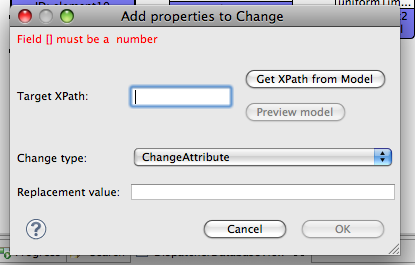 Add properties to Change
Field [] must be a number
Get XPath from Model
Target XPath:
Preview model
Change type:
ChangeAttribute
Replacement value:
?
Cancel
OK